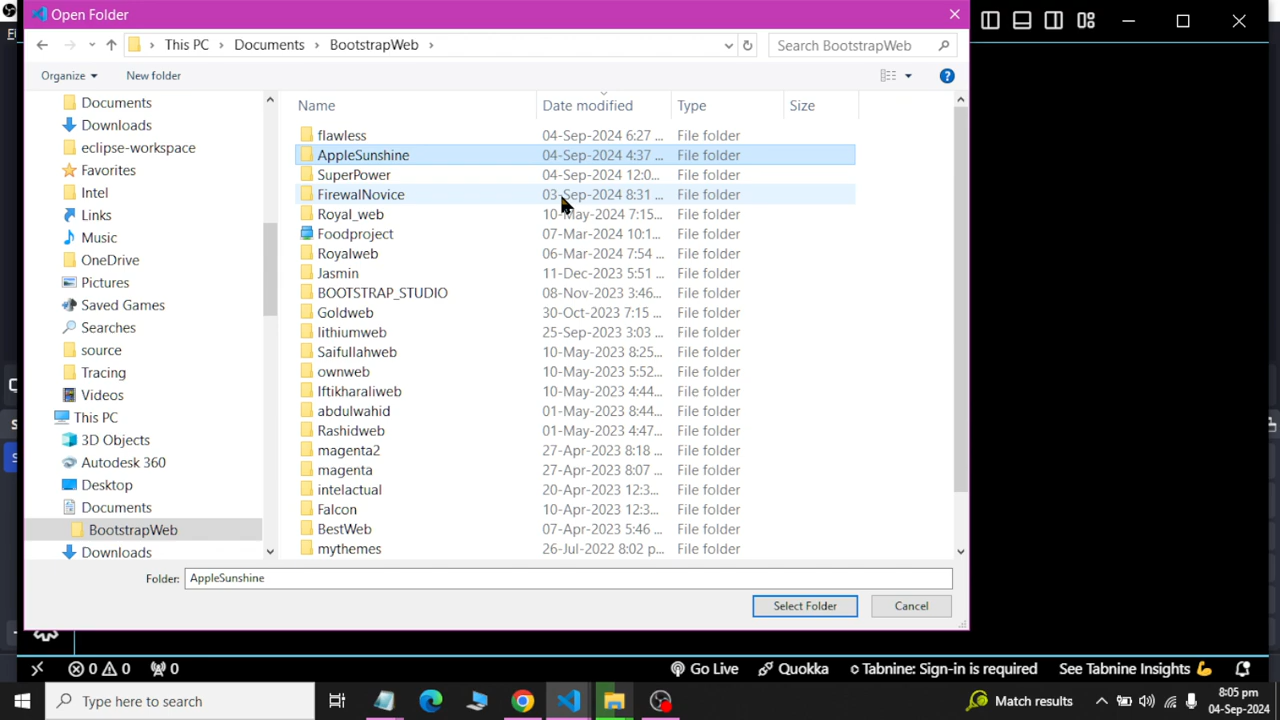 Open Folder
This PC
Documents
BootstrapWeb
Search BootstrapWeb
Organize
New folder
Name
Date modified
Type
Size
Documents
Downloads
eclipse-workspace
Favorites
Intel
Links
Music
OneDrive
Pictures
Saved Games
Searches
source
Tracing
Videos
This PC
3D Objects
Autodesk 360
Desktop
Documents
BootstrapWeb
Downloads
flawless 04-Sep-2024 6:27 ... File folder
AppleSunshine 04-Sep-2024 4:37 ... File folder
SuperPower 04-Sep-2024 12:0... File folder
FirewalNovice 03-Sep-2024 8:31 ... File folder
Royal_web 10-May-2024 7:15... File folder
Foodproject 07-Mar-2024 10:1... File folder
Royalweb 06-Mar-2024 7:54 ... File folder
Jasmin 11-Dec-2023 5:51 ... File folder
BOOTSTRAP_STUDIO 08-Nov-2023 3:46... File folder
Goldweb 30-Oct-2023 7:15 ... File folder
lithiumweb 25-Sep-2023 3:03 ... File folder
Saifullahweb 10-May-2023 8:25... File folder
ownweb 10-May-2023 5:52... File folder
Iftikharaliweb 10-May-2023 4:44... File folder
abdulwahid 01-May-2023 8:44... File folder
Rashidweb 01-May-2023 4:47... File folder
magenta2 27-Apr-2023 8:18 ... File folder
magenta 27-Apr-2023 8:07 ... File folder
intelactual 20-Apr-2023 12:3... File folder
Falcon 10-Apr-2023 12:3... File folder
BestWeb 07-Apr-2023 5:46 ... File folder
mythemes 26-Jul-2022 8:02 p... File folder
Folder: AppleSunshine
Select Folder
Cancel
0 0 0
Go Live
Quokka
Tabnine: Sign-in is required
See Tabnine Insights
Type here to search
Match results
8:05 pm
04-Sep-2024